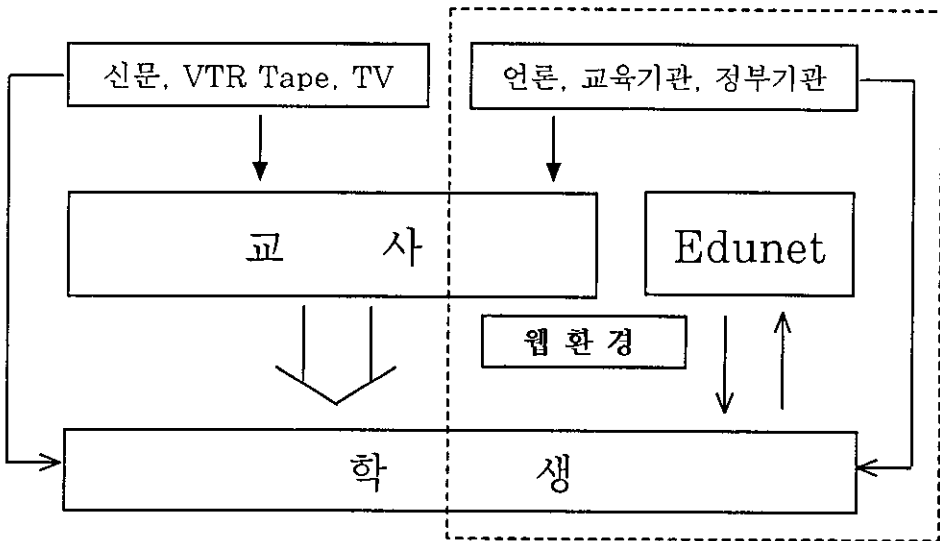 신문, VTR Tape, TV
언론, 교육기관, 정부기관
교 사
Edunet
웹 환 경
학 생